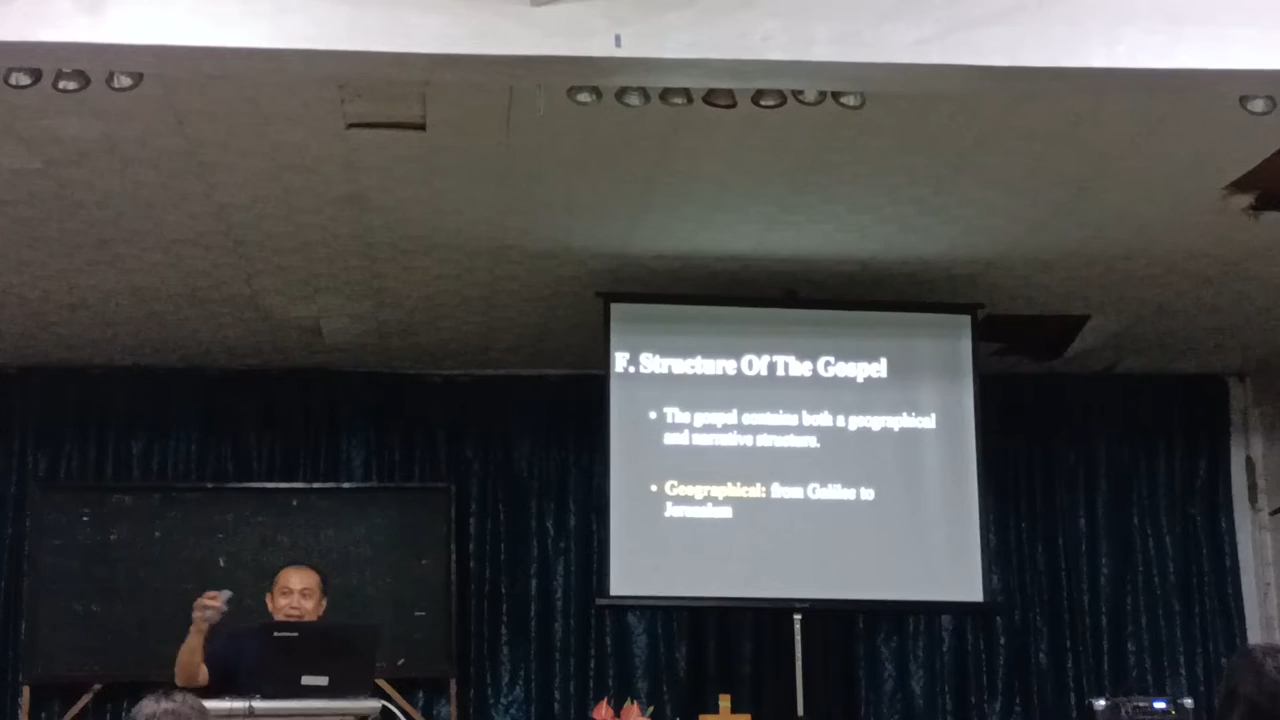 F. Structure Of The Gospel
• The gospel contains both a geographical
and narrative structure.
• Geographical: from Galilee to
Jerusalem